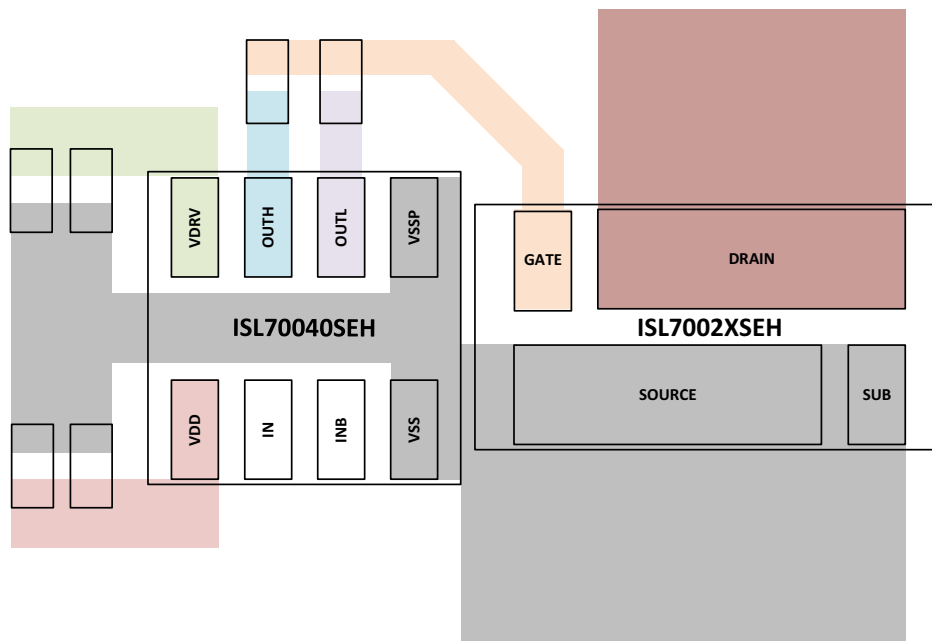 VDRV
OUTH
OUTL
VSSP
GATE
DRAIN
ISL70040SEH
ISL7002XSEH
VDD
IN
INB
VSS
SOURCE
SUB